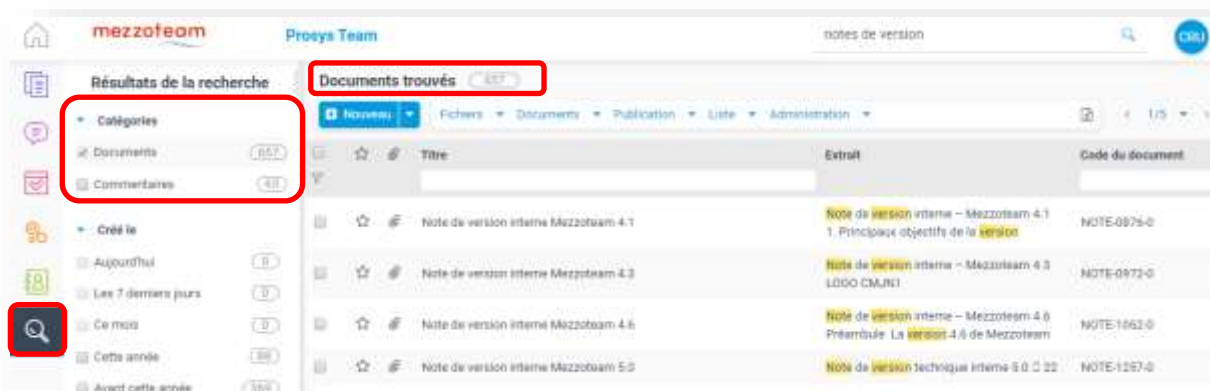 mezzoteam
Prosys Team
notes de version
CRU
Résultats de la recherche
Documents trouvés 657
Catégories
Documents 657
Commentaires
Créé le
Aujourd'hui 0
Les 7 derniers jours 0
Ce mois 0
Cette année 88
Avant cette année 569
Nouveau Fichiers Documents Publication Liste Administration 1/5
Titre Extrait Code du document
Note de version interne Mezzoteam 4.1
Note de version interne – Mezzoteam 4.1
1. Principaux objectifs de la version
NOTE-0876-0
Note de version interne Mezzoteam 4.3
Note de version interne – Mezzoteam 4.3
LOGO CMJN1
NOTE-0972-0
Note de version interne Mezzoteam 4.6
Note de version interne – Mezzoteam 4.6
Préambule La version 4.6 de Mezzoteam
NOTE-1062-0
Note de version interne Mezzoteam 5.0
Note de version technique interne 5.0 22
NOTE-1257-0